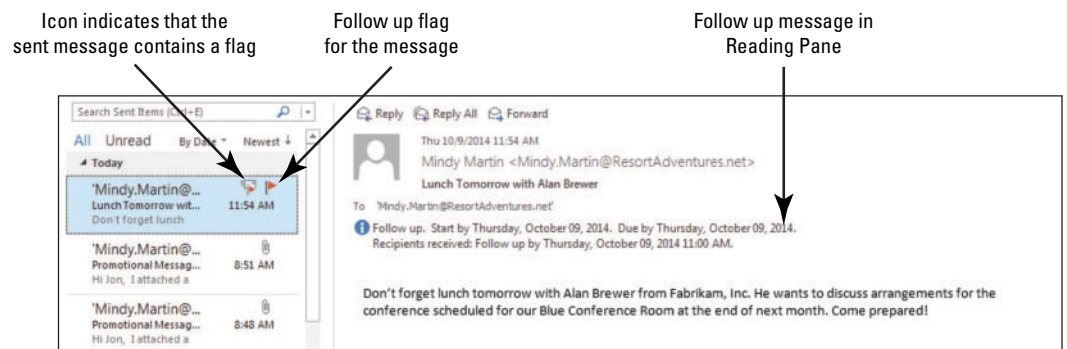 Icon indicates that the
sent message contains a flag
Follow up flag
for the message
Follow up message in
Reading Pane
Search Sent Items (Ctrl+E)
All Unread By Date Newest
Today
'Mindy.Martin@...
Lunch Tomorrow wit... 11:54 AM
Don't forget lunch
'Mindy.Martin@...
Promotional Messag... 8:51 AM
Hi Jon, I attached a
'Mindy.Martin@...
Promotional Messag... 8:48 AM
Hi Jon, I attached a
Reply Reply All Forward
Thu 10/9/2014 11:54 AM
Mindy Martin <Mindy.Martin@ResortAdventures.net>
Lunch Tomorrow with Alan Brewer
To 'Mindy.Martin@ResortAdventures.net'
Follow up. Start by Thursday, October 09, 2014. Due by Thursday, October 09, 2014.
Recipients received: Follow up by Thursday, October 09, 2014 11:00 AM.
Don't forget lunch tomorrow with Alan Brewer from Fabrikam, Inc. He wants to discuss arrangements for the
conference scheduled for our Blue Conference Room at the end of next month. Come prepared!